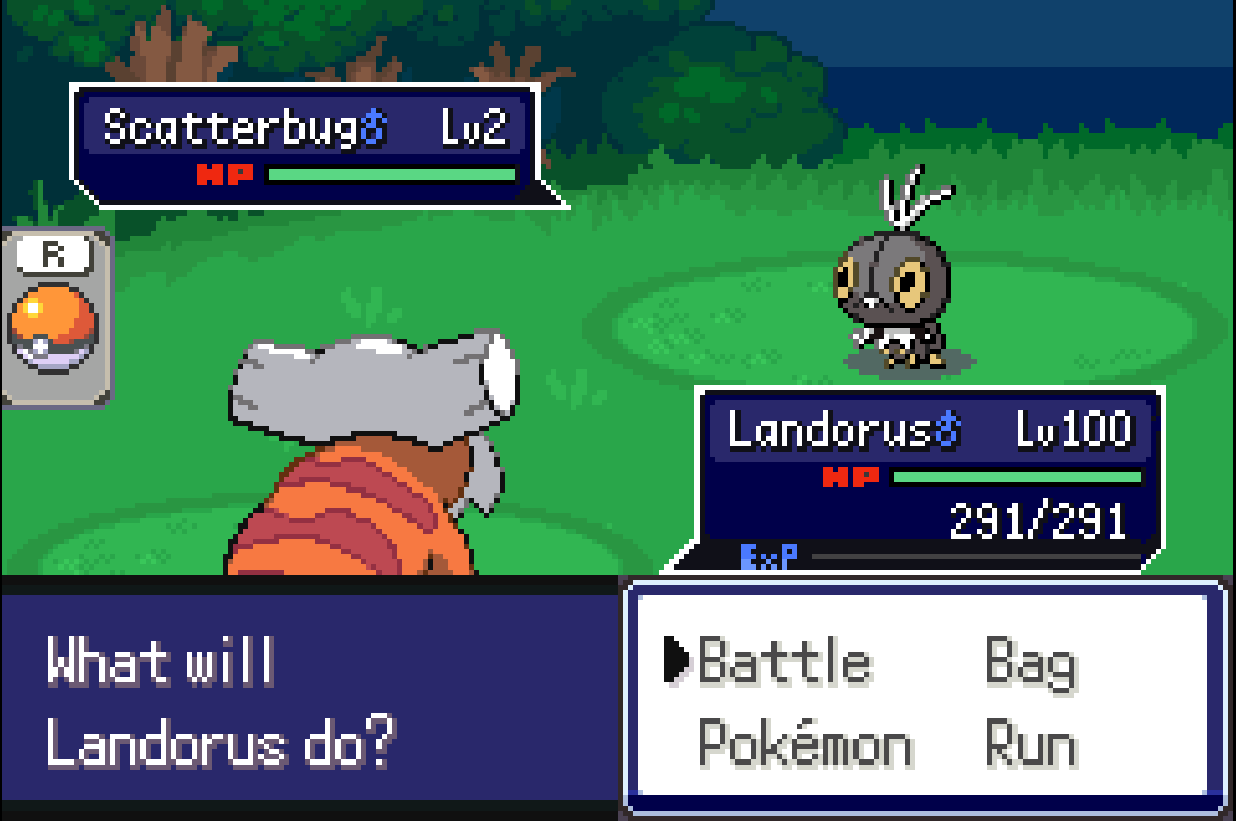 Scatterbug♂ Lv2
HP
R
Landorus♂ Lv100
HP
291/291
ExP
What will
Landorus do?
Battle Bag
Pokémon Run